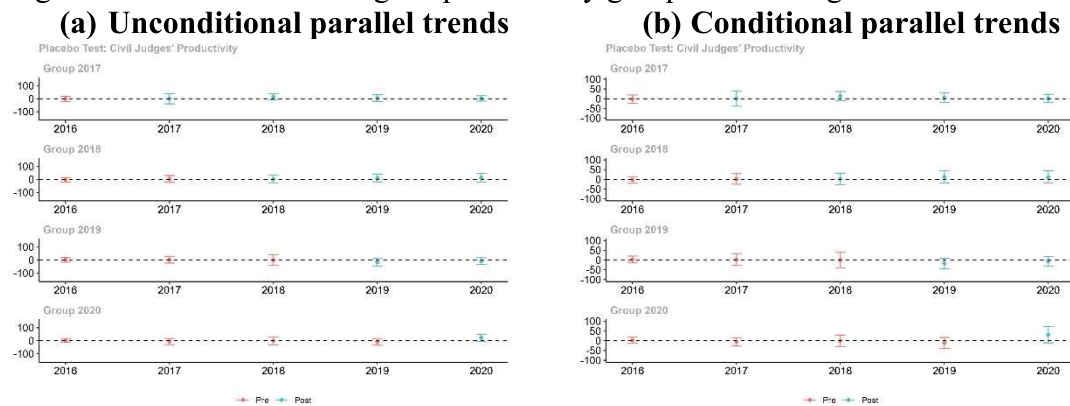 (a) Unconditional parallel trends
Placebo Test: Civil Judges' Productivity
Group 2017
100
0
-100
2016 2017 2018 2019 2020
Group 2018
100
0
-100
2016 2017 2018 2019 2020
Group 2019
100
0
-100
2016 2017 2018 2019 2020
Group 2020
100
0
-100
2016 2017 2018 2019 2020
Pre Post
(b) Conditional parallel trends
Placebo Test: Civil Judges' Productivity
Group 2017
100
50
0
-50
-100
2016 2017 2018 2019 2020
Group 2018
100
50
0
-50
-100
2016 2017 2018 2019 2020
Group 2019
100
50
0
-50
-100
2016 2017 2018 2019 2020
Group 2020
100
50
0
-50
-100
2016 2017 2018 2019 2020
Pre Post